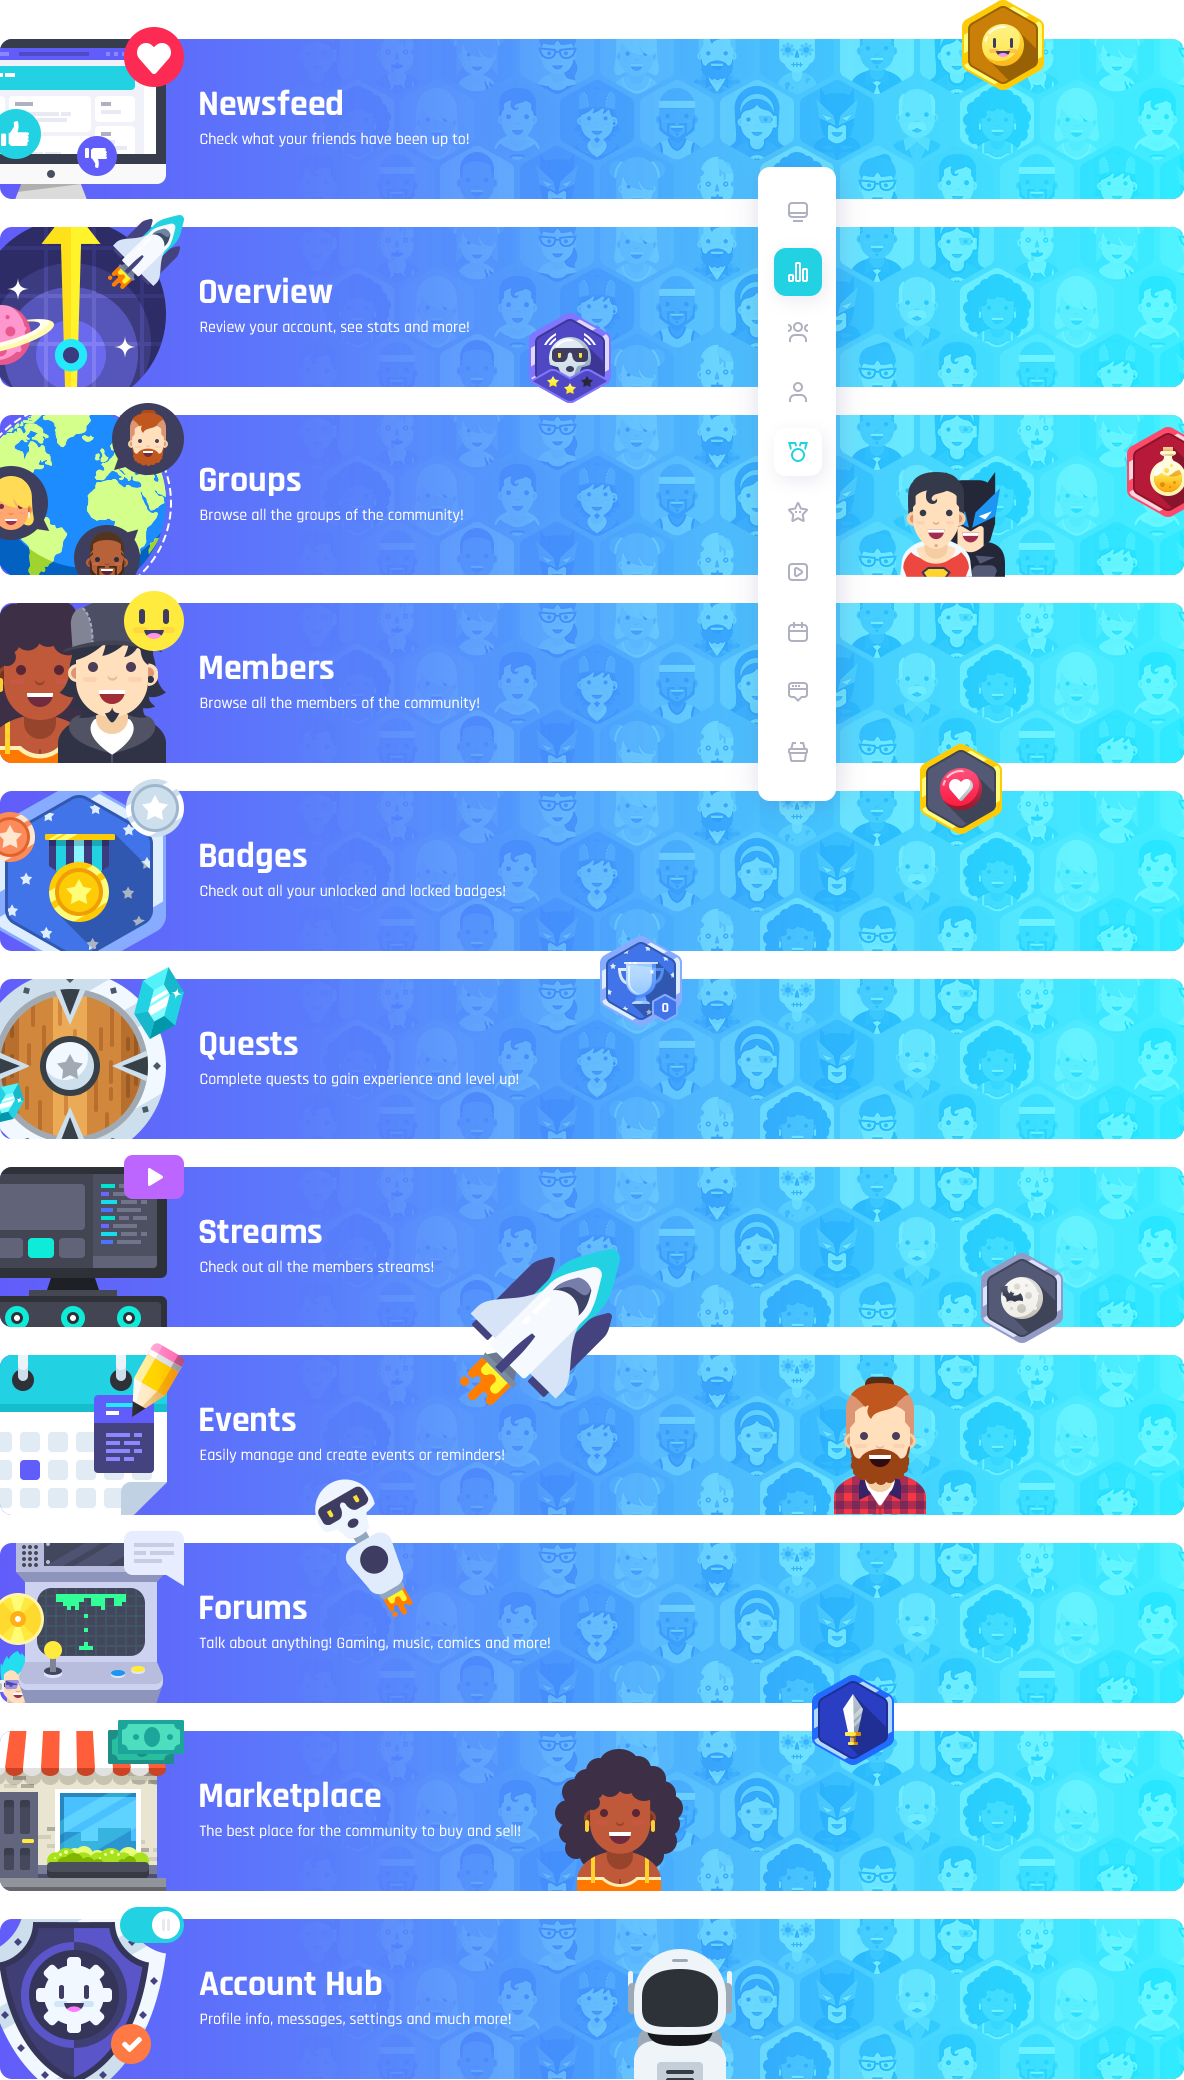 Newsfeed
Check what your friends have been up to!
Overview
Review your account, see stats and more!
Groups
Browse all the groups of the community!
Members
Browse all the members of the community!
Badges
Check out all your unlocked and locked badges!
0
Quests
Complete quests to gain experience and level up!
Streams
Check out all the members streams!
Events
Easily manage and create events or reminders!
Forums
Talk about anything! Gaming, music, comics and more!
Marketplace
The best place for the community to buy and sell!
Account Hub
Profile info, messages, settings and much more!